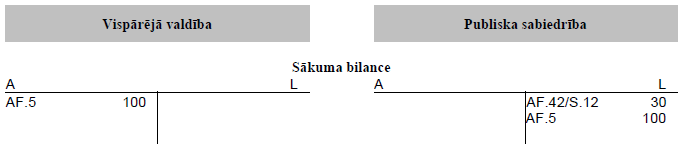 Vispārējā valdība Publiska sabiedrība
Sākuma bilance
A L A L
AF.5 100 AF.42/S.12 30
AF.5 100